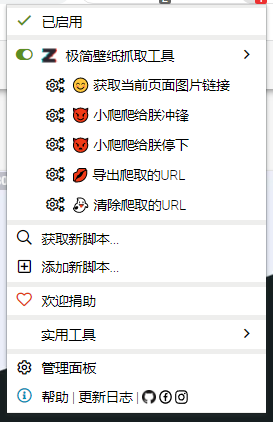 已启用
极简壁纸抓取工具
获取当前页面图片链接
小爬爬给朕冲锋
小爬爬给朕停下
导出爬取的URL
清除爬取的URL
获取新脚本...
添加新脚本...
欢迎捐助
实用工具
管理面板
帮助 | 更新日志 |